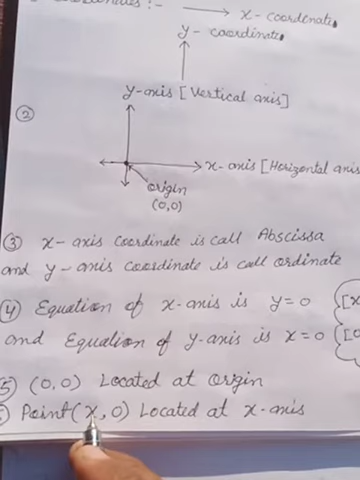 → x-coordinate
y-coordinate
y-axis [Vertical axis]
②
x-axis [Horizontal axis
origin
(0,0)
③ x-axis coordinate is call Abscissa
and y-axis coordinate is call ordinate
④ Equation of x-axis is y=0 [x
and Equation of y-axis is x=0 [0
5) (0,0) Located at origin
Point (x,0) Located at x-axis